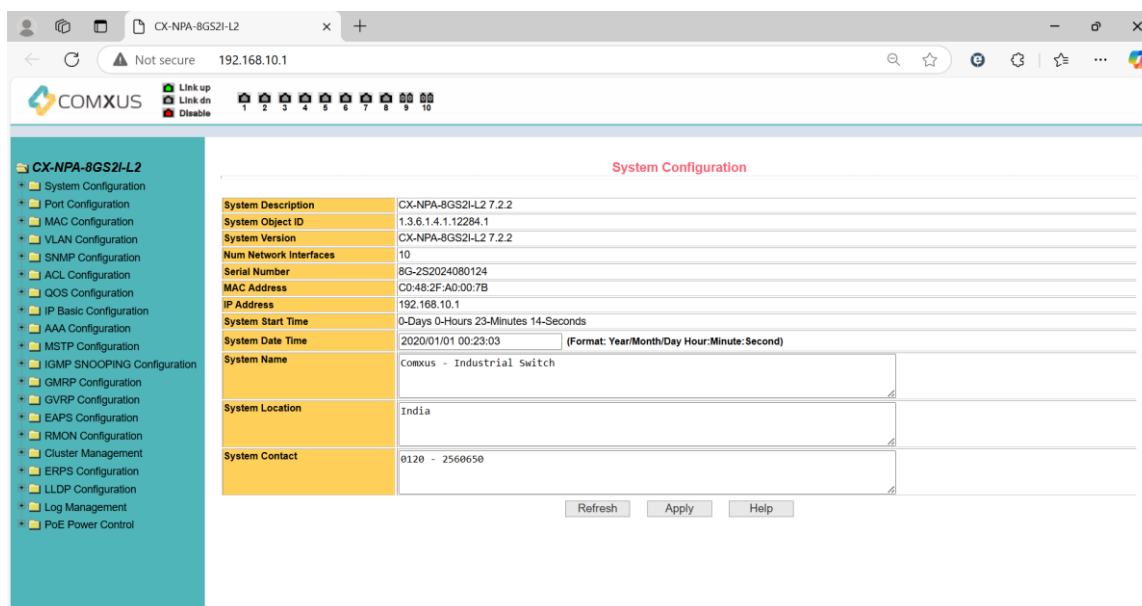 CX-NPA-8GS2I-L2
Not secure 192.168.10.1
COMXUS
Link up
Link dn
Disable
1 2 3 4 5 6 7 8 9 10
CX-NPA-8GS2I-L2
System Configuration
Port Configuration
MAC Configuration
VLAN Configuration
SNMP Configuration
ACL Configuration
QOS Configuration
IP Basic Configuration
AAA Configuration
MSTP Configuration
IGMP SNOOPING Configuration
GMRP Configuration
GVRP Configuration
EAPS Configuration
RMON Configuration
Cluster Management
ERPS Configuration
LLDP Configuration
Log Management
PoE Power Control
System Configuration
System Description CX-NPA-8GS2I-L2 7.2.2
System Object ID 1.3.6.1.4.1.12284.1
System Version CX-NPA-8GS2I-L2 7.2.2
Num Network Interfaces 10
Serial Number 8G-2S2024080124
MAC Address C0:48:2F:A0:00:7B
IP Address 192.168.10.1
System Start Time 0-Days 0-Hours 23-Minutes 14-Seconds
System Date Time 2020/01/01 00:23:03 (Format: Year/Month/Day Hour:Minute:Second)
System Name Comxus - Industrial Switch
System Location India
System Contact 0120 - 2560650
Refresh Apply Help